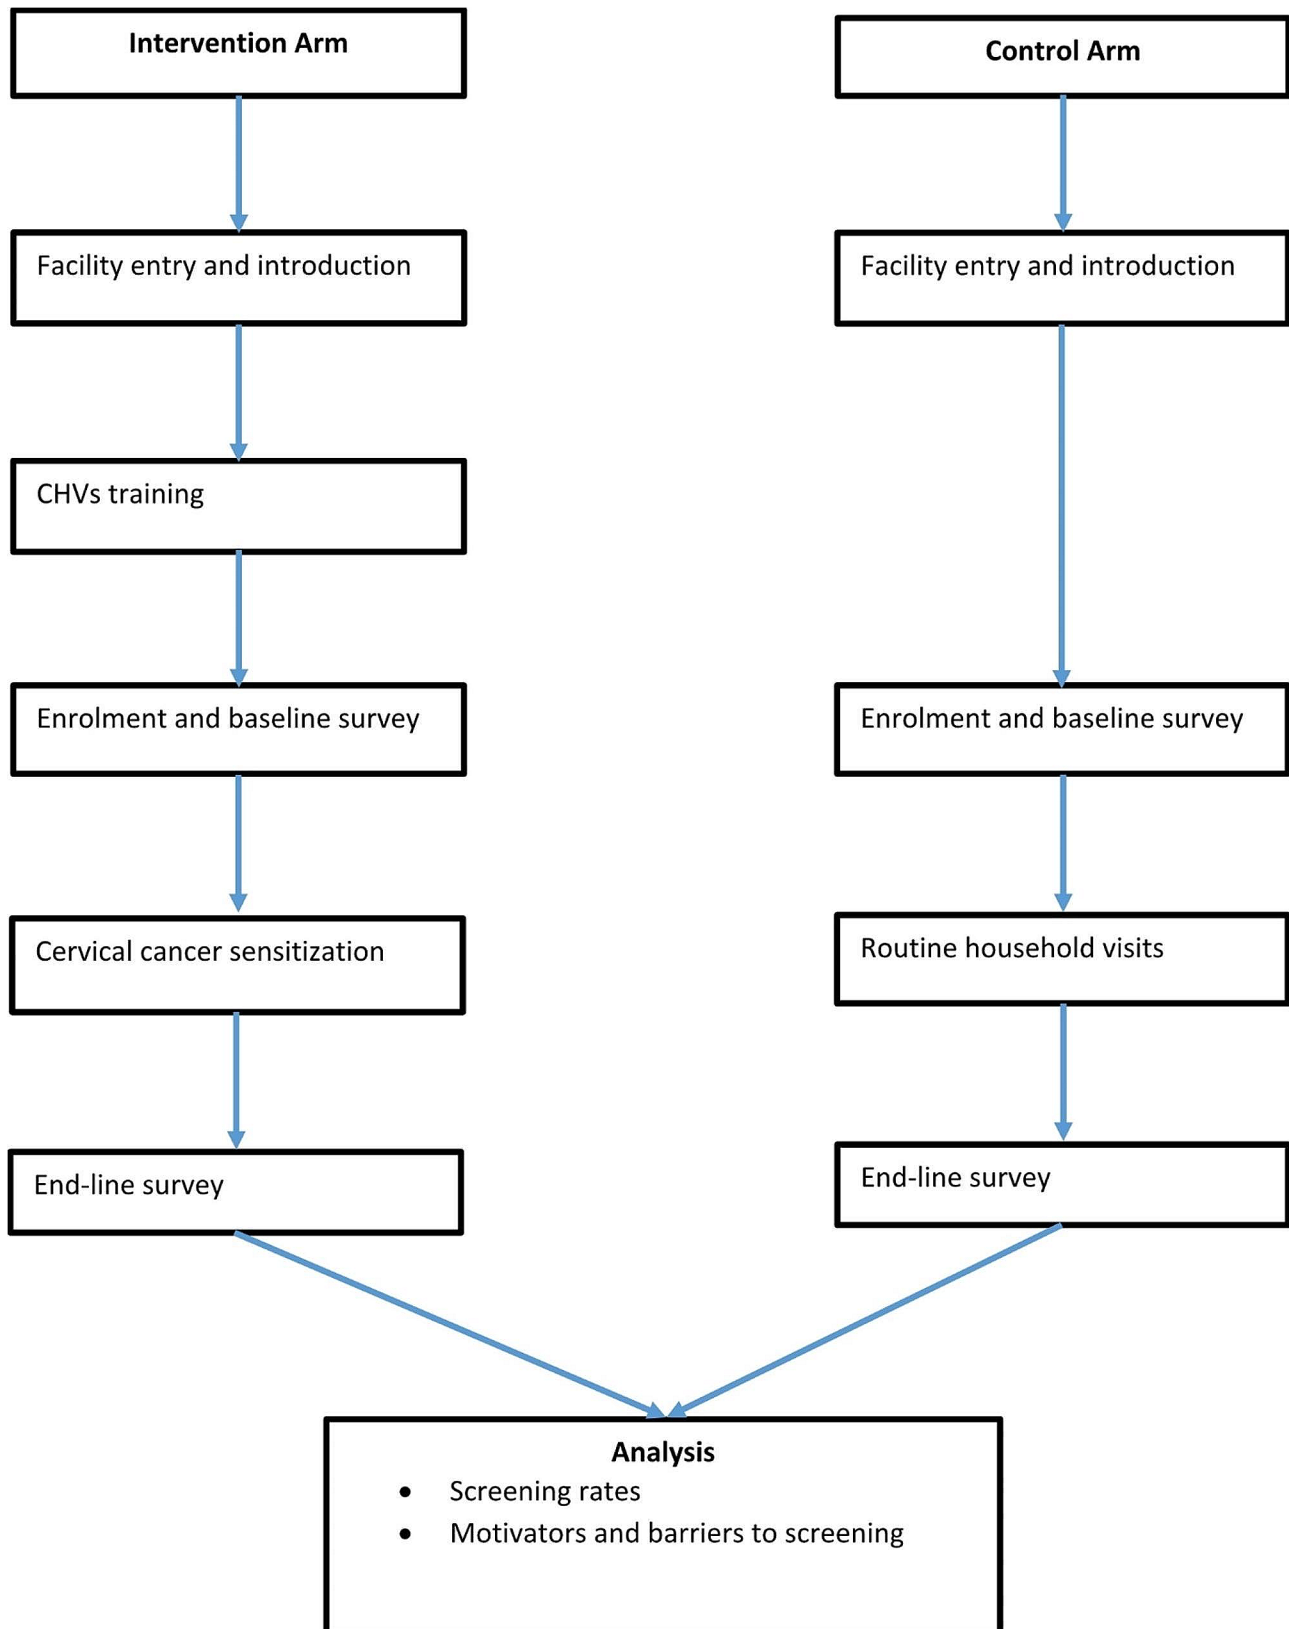 Intervention Arm
Control Arm
Facility entry and introduction
Facility entry and introduction
CHVs training
Enrolment and baseline survey
Enrolment and baseline survey
Cervical cancer sensitization
Routine household visits
End-line survey
End-line survey
Analysis
• Screening rates
• Motivators and barriers to screening